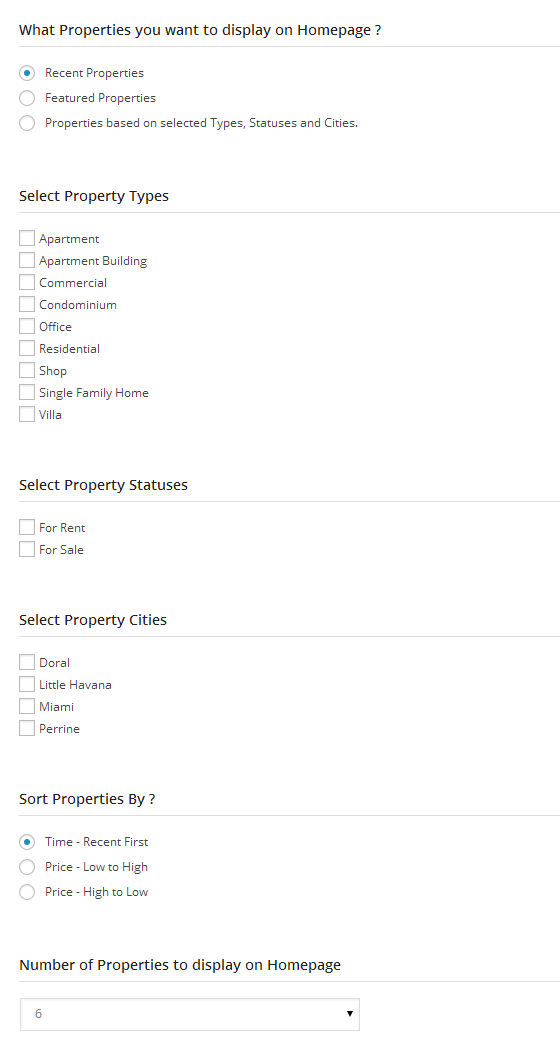 What Properties you want to display on Homepage ?
Recent Properties
Featured Properties
Properties based on selected Types, Statuses and Cities.
Select Property Types
Apartment
Apartment Building
Commercial
Condominium
Office
Residential
Shop
Single Family Home
Villa
Select Property Statuses
For Rent
For Sale
Select Property Cities
Doral
Little Havana
Miami
Perrine
Sort Properties By ?
Time - Recent First
Price - Low to High
Price - High to Low
Number of Properties to display on Homepage
6